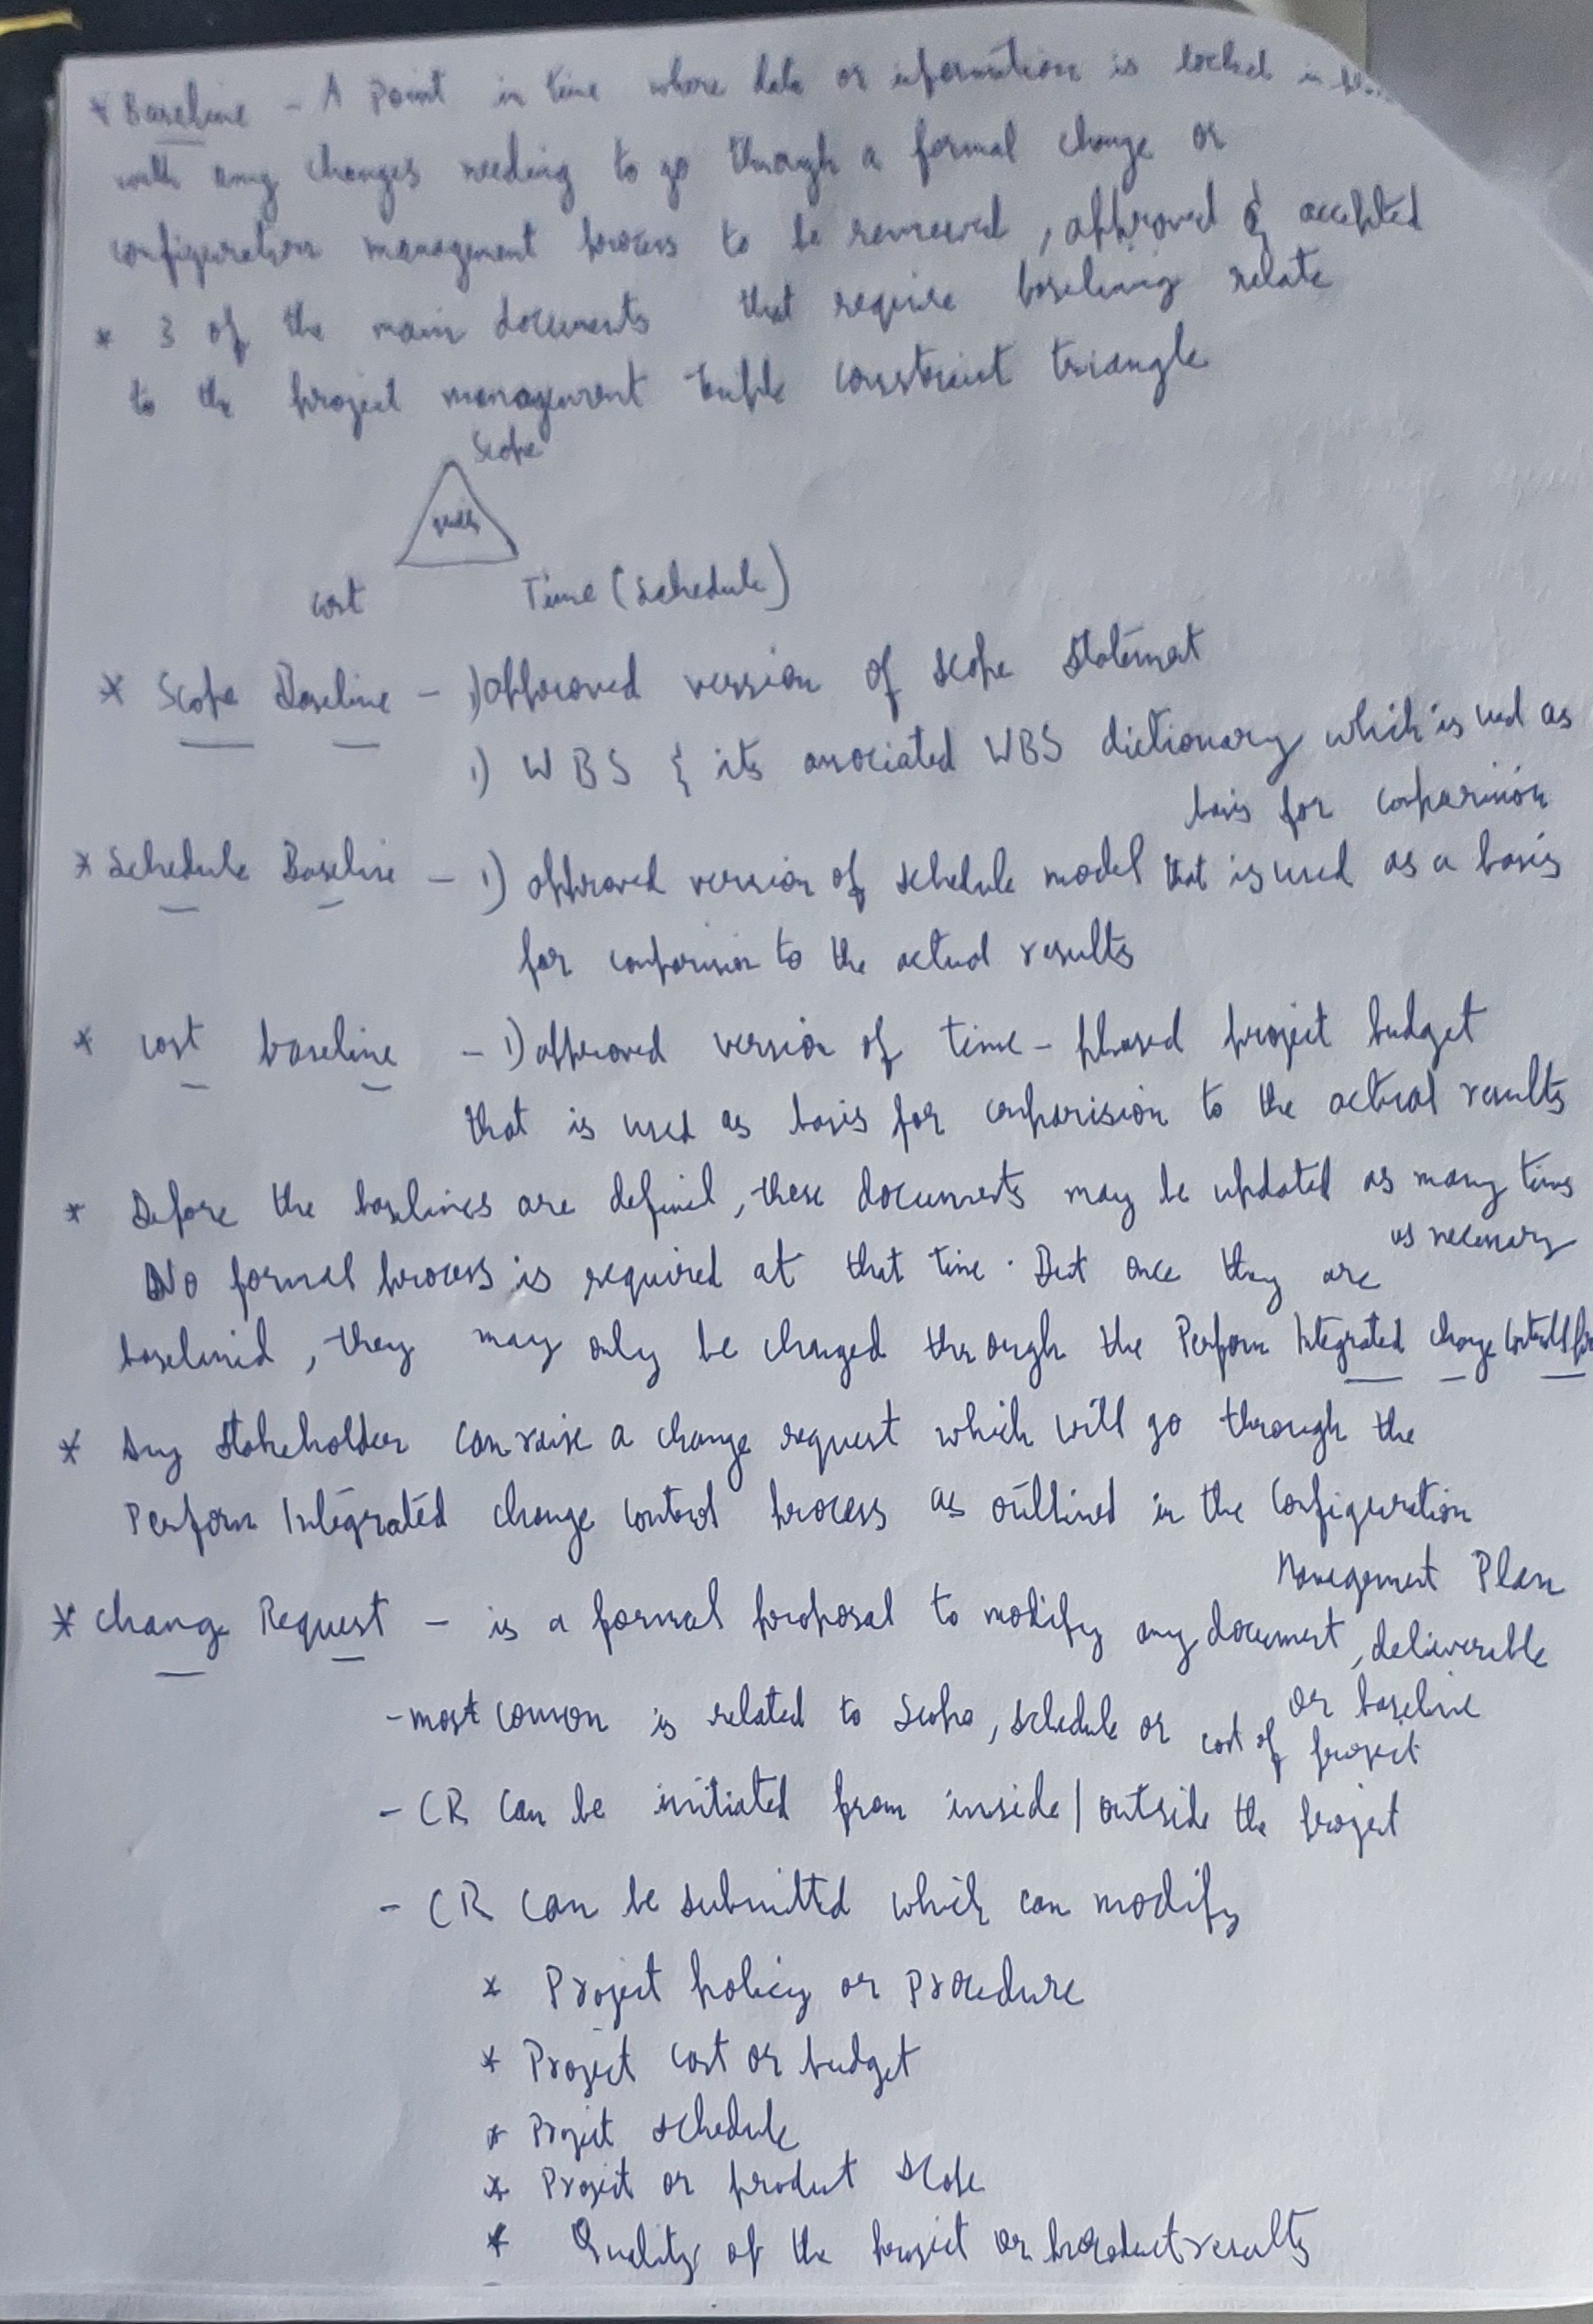 * Baseline - A Point in time where data or information is locked in
with any changes needing to go through a formal change or
configuration management process to be reviewed, approved & accepted
* 3 of the main documents that require baselining relate
to the project management triple constraint triangle
Scope
Cost
Time (Schedule)
* Scope Baseline - 1) approved version of scope statement
1) WBS & its associated WBS dictionary which is used as
basis for comparision
* Schedule Baseline - 1) approved version of schedule model that is used as a basis
for comparision to the actual results
* Cost baseline - 1) approved version of time-phased project budget
that is used as basis for comparision to the actual results
* Before the baselines are defined, these documents may be updated as many times
as necessary
No formal process is required at that time. But once they are
baselined, they may only be changed through the Perform Integrated Change Control
* Any Stakeholder can raise a change request which will go through the
Perform Integrated change control process as outlined in the Configuration
Management Plan
* Change Request - is a formal proposal to modify any document, deliverable
or baseline
- most common is related to Scope, schedule or cost of project
- CR can be initiated from inside / outside the project
- CR can be submitted which can modify
* Project policy or Procedure
* Project cost or budget
* Project schedule
* Project or product scope
* Quality of the project or product results